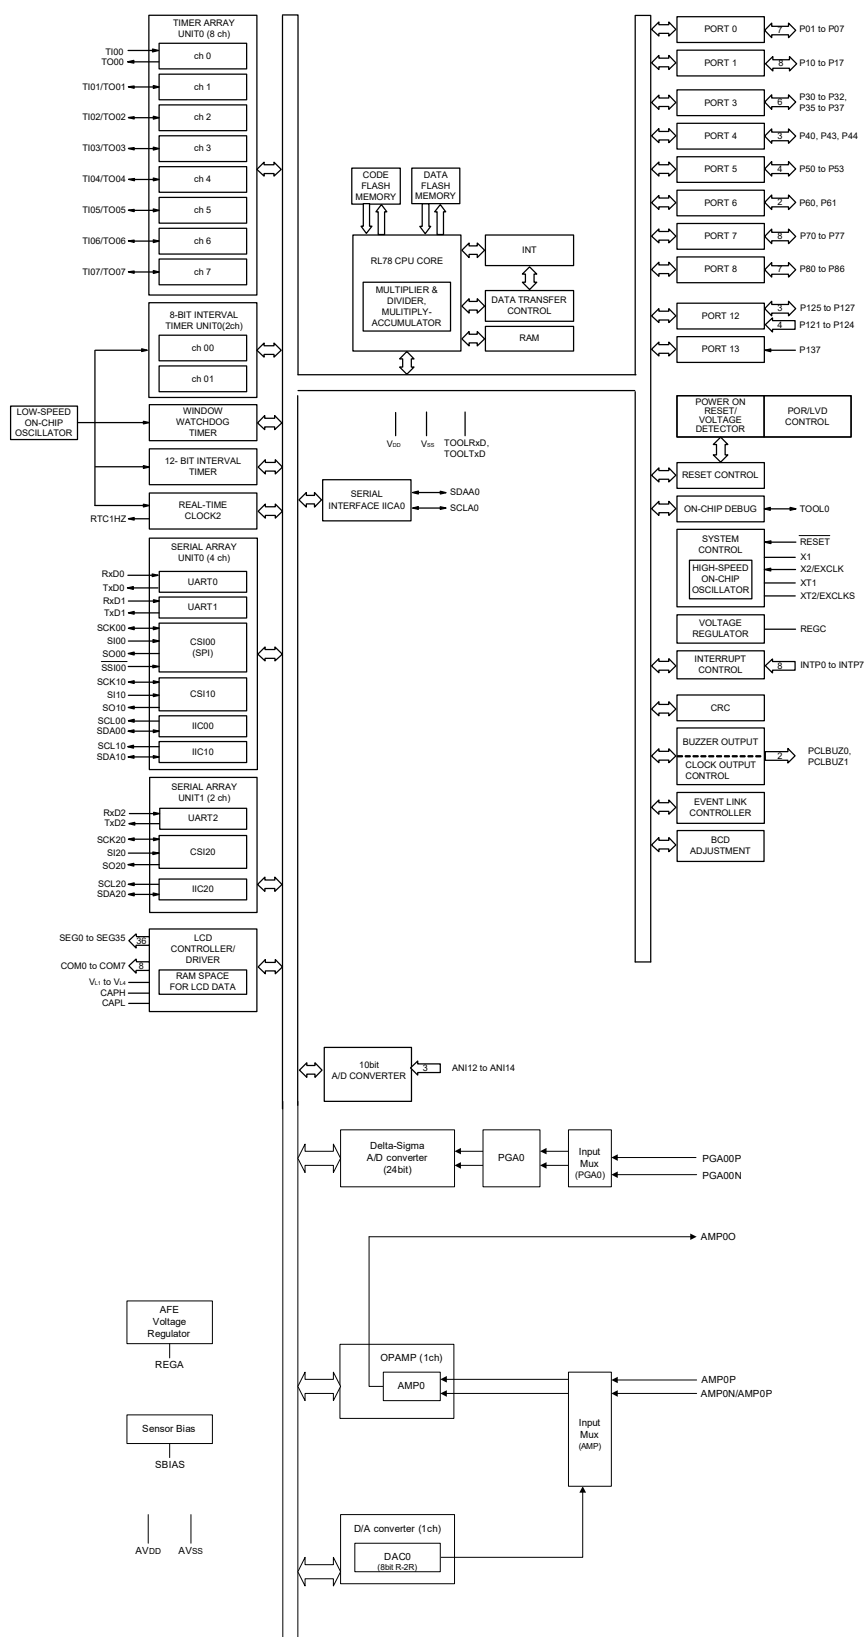 TIMER ARRAY
UNIT0 (8 ch)
TI00
TO00
ch 0
TI01/TO01
ch 1
TI02/TO02
ch 2
TI03/TO03
ch 3
TI04/TO04
ch 4
TI05/TO05
ch 5
TI06/TO06
ch 6
TI07/TO07
ch 7
8-BIT INTERVAL
TIMER UNIT0(2ch)
ch 00
ch 01
LOW-SPEED
ON-CHIP
OSCILLATOR
WINDOW
WATCHDOG
TIMER
12- BIT INTERVAL
TIMER
REAL-TIME
CLOCK2
RTC1HZ
SERIAL ARRAY
UNIT0 (4 ch)
RxD0
TxD0
UART0
RxD1
TxD1
UART1
SCK00
SI00
SO00
SSI00
CSI00
(SPI)
SCK10
SI10
SO10
CSI10
SCL00
SDA00
IIC00
SCL10
SDA10
IIC10
SERIAL ARRAY
UNIT1 (2 ch)
RxD2
TxD2
UART2
SCK20
SI20
SO20
CSI20
SCL20
SDA20
IIC20
LCD
CONTROLLER/
DRIVER
RAM SPACE
FOR LCD DATA
SEG0 to SEG35
36
COM0 to COM7
8
VL1 to VL4
CAPH
CAPL
CODE
FLASH
MEMORY
DATA
FLASH
MEMORY
RL78 CPU CORE
MULTIPLIER &
DIVIDER,
MULITIPLY-
ACCUMULATOR
INT
DATA TRANSFER
CONTROL
RAM
VDD
VSS
TOOLRxD,
TOOLTxD
SERIAL
INTERFACE IICA0
SDAA0
SCLA0
PORT 0
7
P01 to P07
PORT 1
8
P10 to P17
PORT 3
6
P30 to P32,
P35 to P37
PORT 4
3
P40, P43, P44
PORT 5
4
P50 to P53
PORT 6
2
P60, P61
PORT 7
8
P70 to P77
PORT 8
7
P80 to P86
PORT 12
3
P125 to P127
4
P121 to P124
PORT 13
P137
POWER ON
RESET/
VOLTAGE
DETECTOR
POR/LVD
CONTROL
RESET CONTROL
ON-CHIP DEBUG
TOOL0
SYSTEM
CONTROL
HIGH-SPEED
ON-CHIP
OSCILLATOR
RESET
X1
X2/EXCLK
XT1
XT2/EXCLKS
VOLTAGE
REGULATOR
REGC
INTERRUPT
CONTROL
8
INTP0 to INTP7
CRC
BUZZER OUTPUT
CLOCK OUTPUT
CONTROL
2
PCLBUZ0,
PCLBUZ1
EVENT LINK
CONTROLLER
BCD
ADJUSTMENT
10bit
A/D CONVERTER
3
ANI12 to ANI14
Delta-Sigma
A/D converter
(24bit)
PGA0
Input
Mux
(PGA0)
PGA00P
PGA00N
AMP0O
AFE
Voltage
Regulator
REGA
OPAMP (1ch)
AMP0
AMP0P
AMP0N/AMP0P
Input
Mux
(AMP)
Sensor Bias
SBIAS
AVDD
AVSS
D/A converter (1ch)
DAC0
(8bit R-2R)